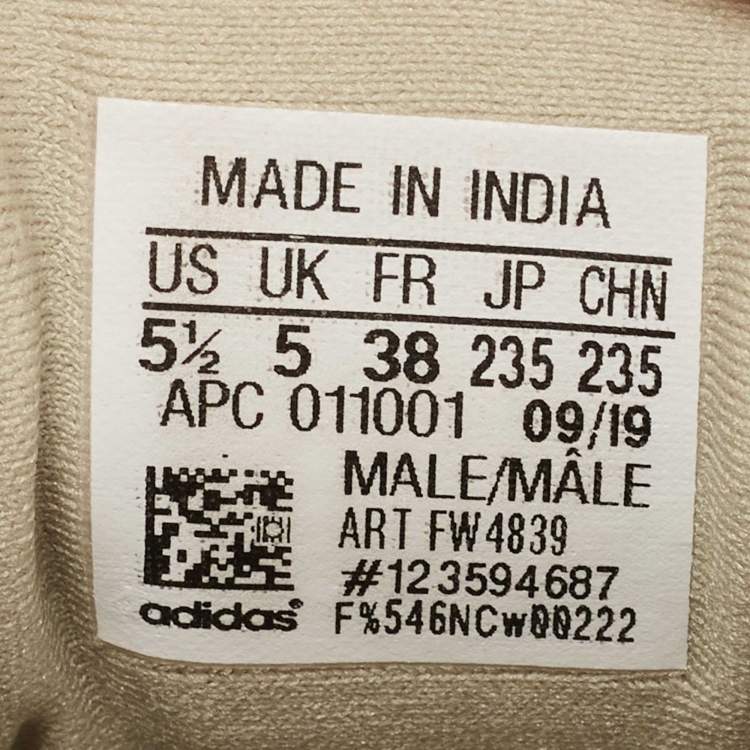 MADE IN INDIA
US UK FR JP CHN
5½ 5 38 235 235
APC 011001 09/19
MALE/MÂLE
ART FW4839
#123594687
adidas®
F%546NCw00222